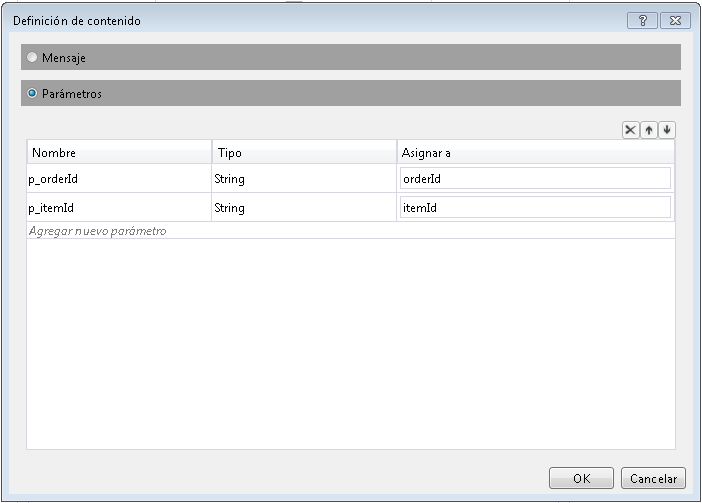 Definición de contenido
Mensaje
Parámetros
Nombre Tipo Asignar a
p_orderId String orderId
p_itemId String itemId
Agregar nuevo parámetro
OK Cancelar